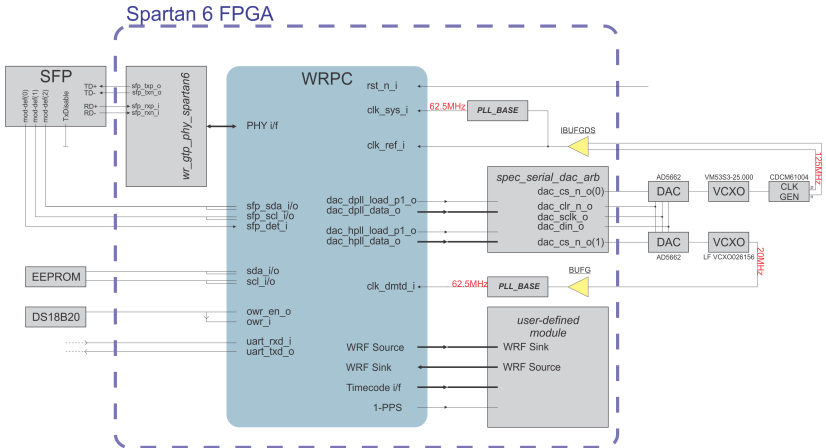 Spartan 6 FPGA
SFP
mod-def(0)
mod-def(1)
mod-def(2)
TxDisable
TD+
TD-
RD+
RD-
sfp_txp_o
sfp_txn_o
sfp_rxp_i
sfp_rxn_i
wr_gtp_phy_spartan6
WRPC
PHY i/f
sfp_sda_i/o
sfp_scl_i/o
sfp_det_i
EEPROM
sda_i/o
scl_i/o
DS18B20
owr_en_o
owr_i
uart_rxd_i
uart_txd_o
rst_n_i
clk_sys_i
62.5MHz
PLL_BASE
clk_ref_i
IBUFGDS
125MHz
dac_dpll_load_p1_o
dac_dpll_data_o
dac_hpll_load_p1_o
dac_hpll_data_o
spec_serial_dac_arb
dac_cs_n_o(0)
dac_clr_n_o
dac_sclk_o
dac_din_o
dac_cs_n_o(1)
AD5662
DAC
VM53S3-25.000
VCXO
CDCM61004
CLK
GEN
DAC
AD5662
VCXO
LF VCXO026156
20MHz
clk_dmtd_i
62.5MHz
PLL_BASE
BUFG
user-defined
module
WRF Source
WRF Sink
WRF Sink
WRF Source
Timecode i/f
1-PPS